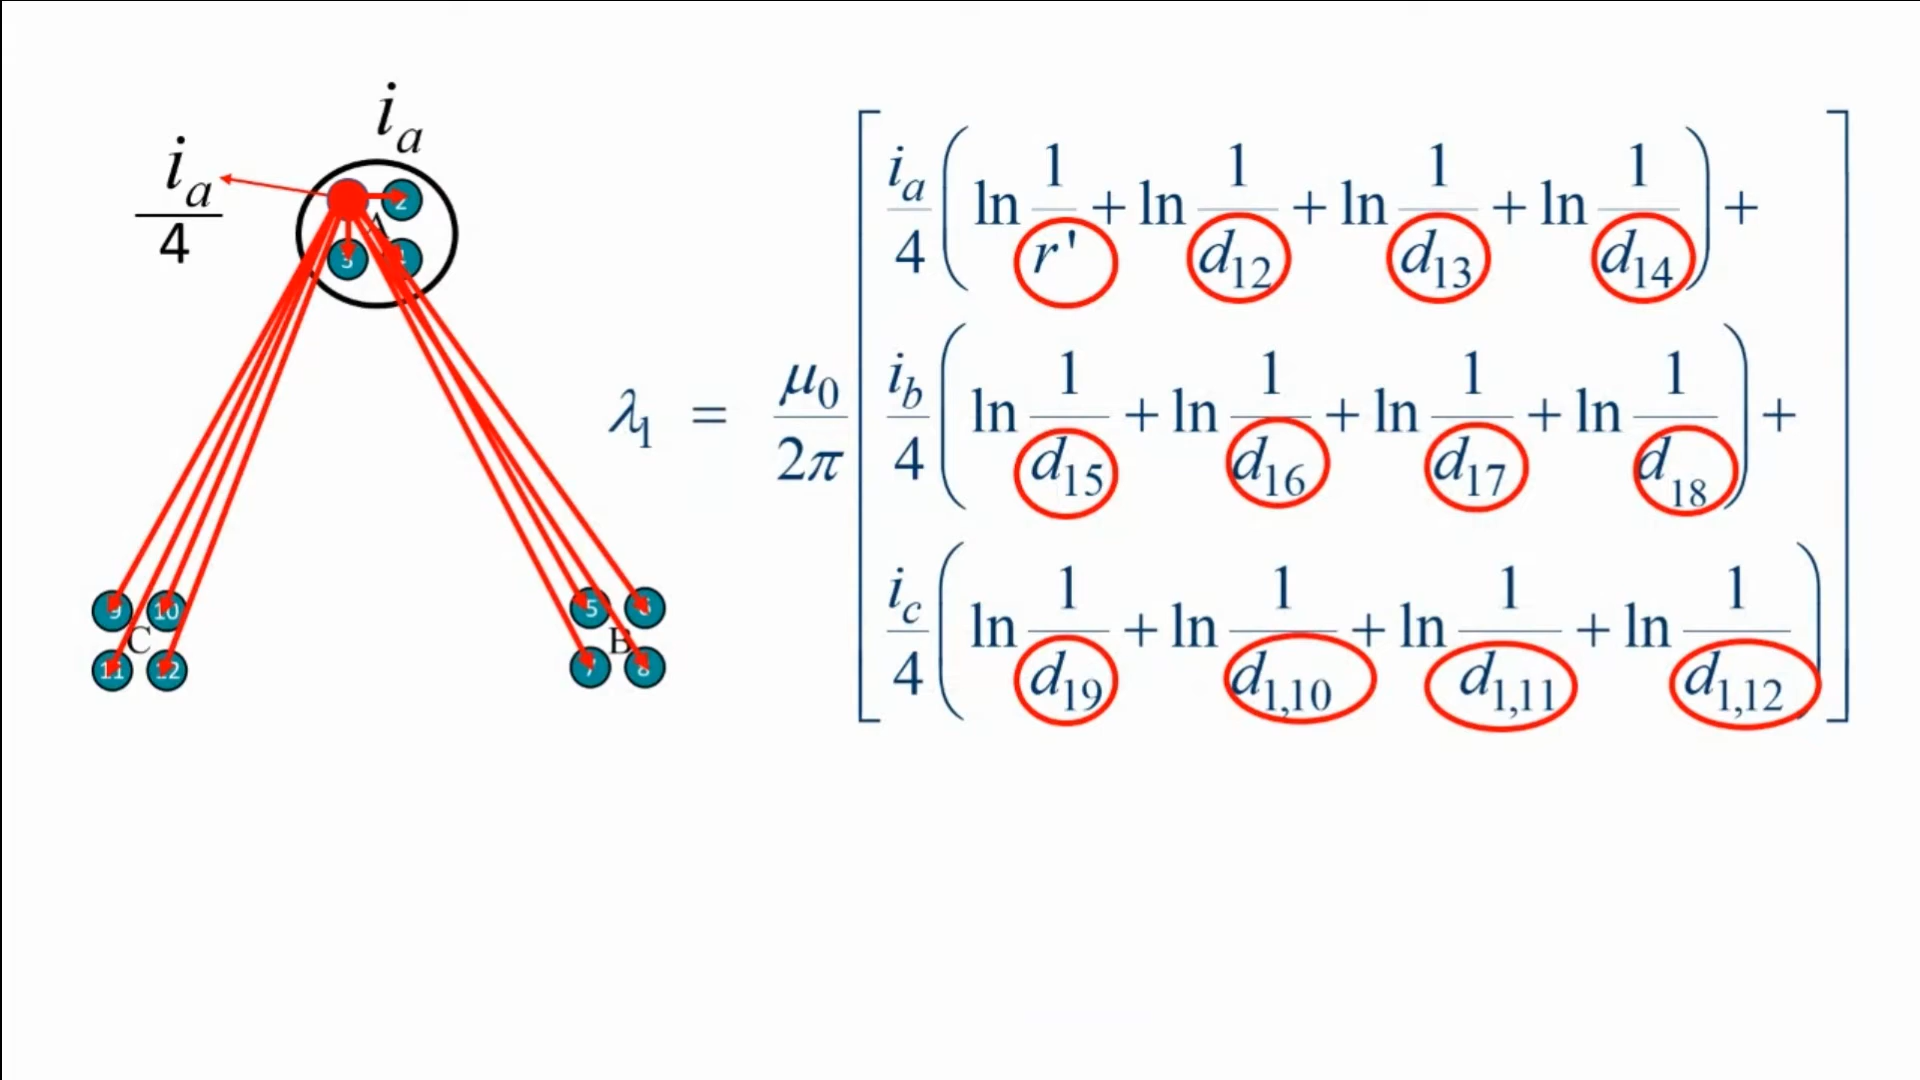 i_a
i_a/4
A
2
3
4
λ_1 = μ_0/2π [ i_a/4 ( ln 1/r' + ln 1/d_12 + ln 1/d_13 + ln 1/d_14 ) +
i_b/4 ( ln 1/d_15 + ln 1/d_16 + ln 1/d_17 + ln 1/d_18 ) +
i_c/4 ( ln 1/d_19 + ln 1/d_1,10 + ln 1/d_1,11 + ln 1/d_1,12 ) ]
9 10
C
11 12
5 6
B
7 8